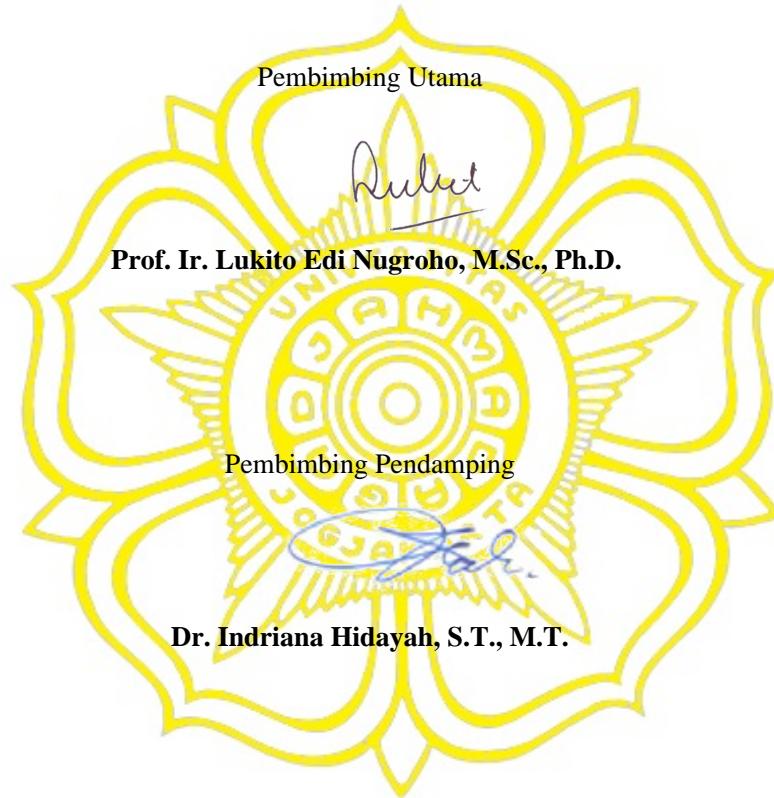 Pembimbing Utama
Prof. Ir. Lukito Edi Nugroho, M.Sc., Ph.D.
Pembimbing Pendamping
Dr. Indriana Hidayah, S.T., M.T.